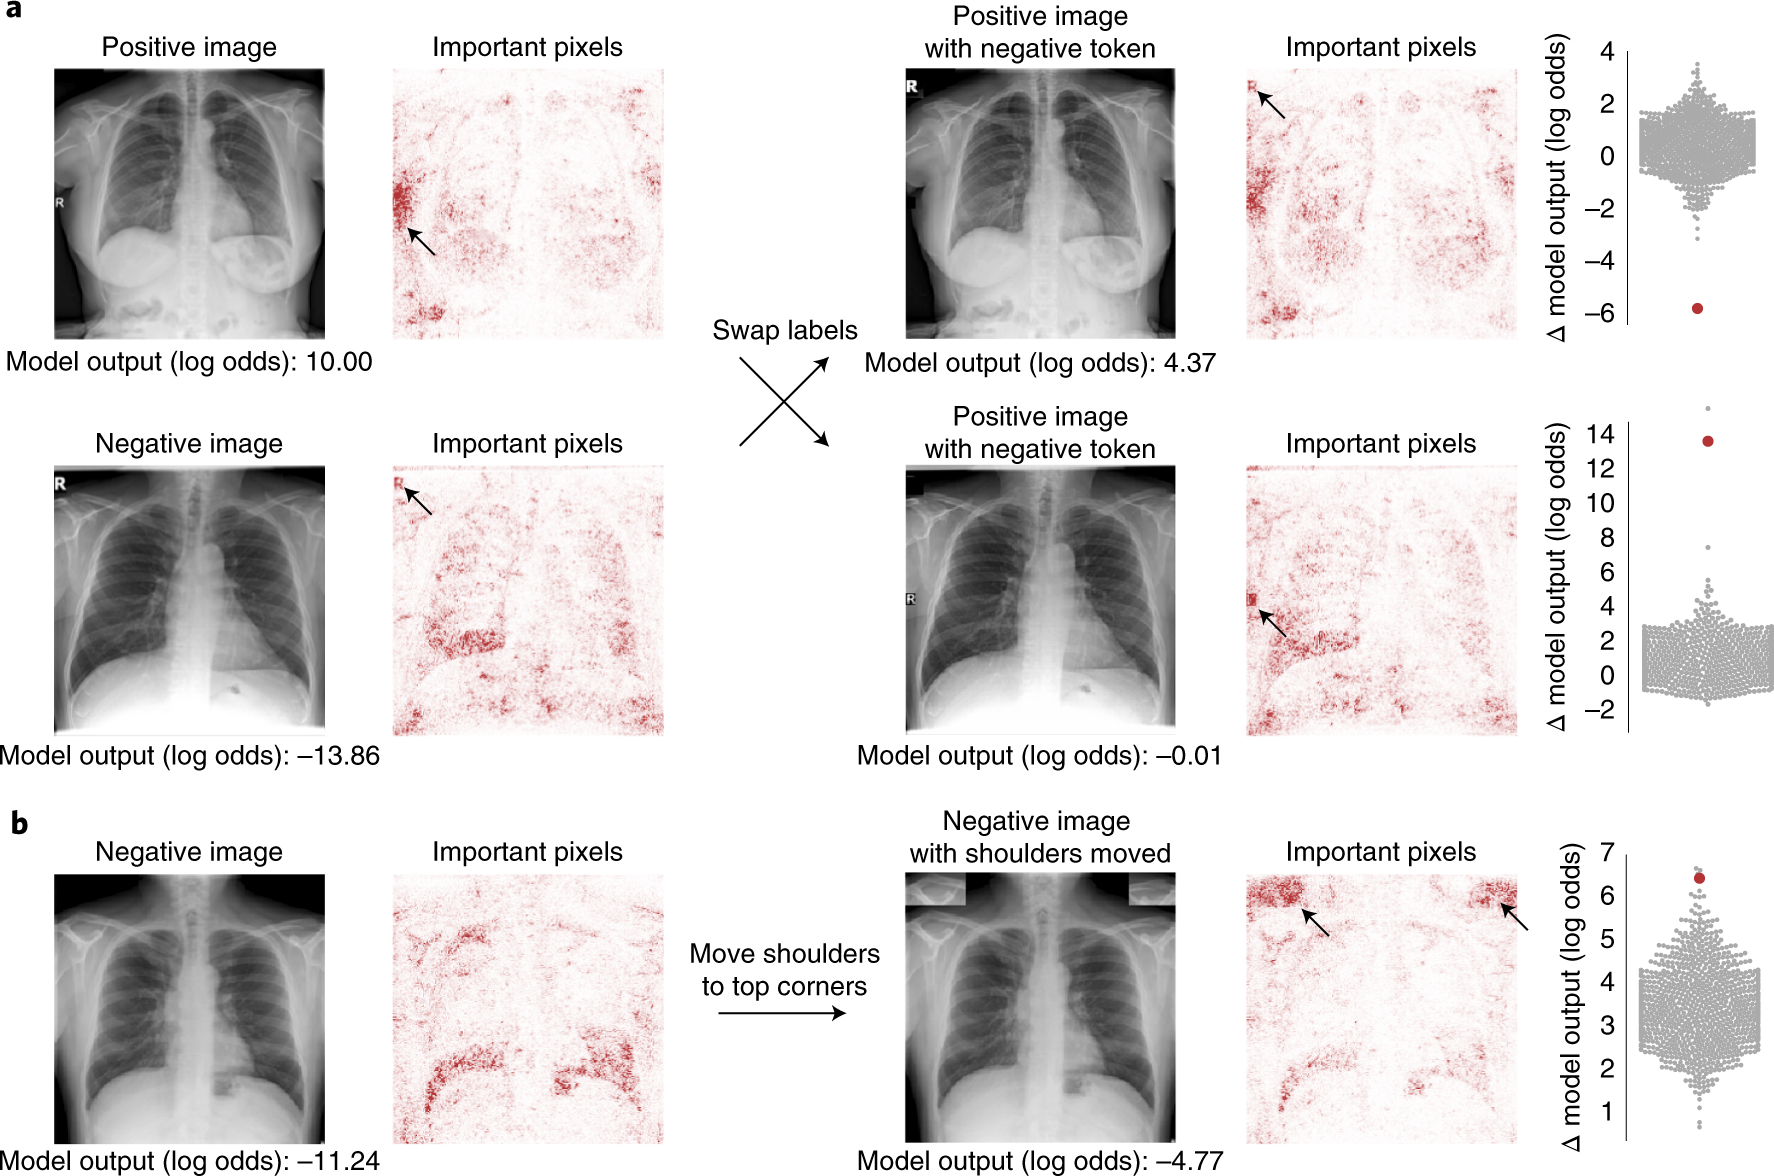 a
Positive image
Important pixels
Positive image
with negative token
Important pixels
R
R
R
Model output (log odds): 10.00
Model output (log odds): 4.37
Δ model output (log odds)
4
2
0
–2
–4
–6
Swap labels
Negative image
Important pixels
Positive image
with negative token
Important pixels
R
R
R
Model output (log odds): –13.86
Model output (log odds): –0.01
Δ model output (log odds)
14
12
10
8
6
4
2
0
–2
b
Negative image
Important pixels
Move shoulders
to top corners
Negative image
with shoulders moved
Important pixels
Model output (log odds): –11.24
Model output (log odds): –4.77
Δ model output (log odds)
7
6
5
4
3
2
1